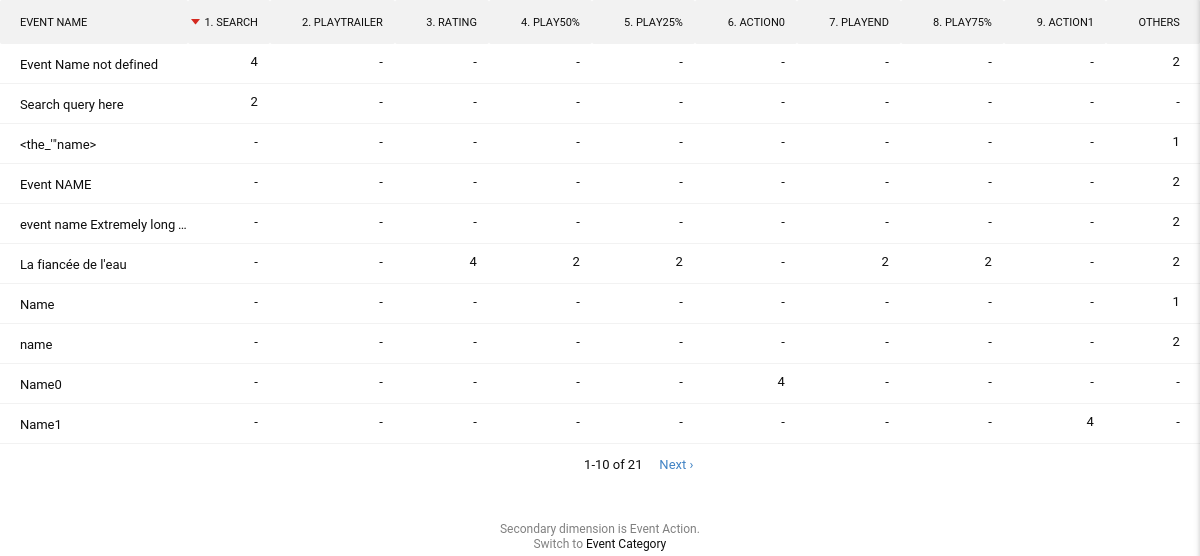 EVENT NAME 1. SEARCH 2. PLAYTRAILER 3. RATING 4. PLAY50% 5. PLAY25% 6. ACTION0 7. PLAYEND 8. PLAY75% 9. ACTION1 OTHERS
Event Name not defined 4 - - - - - - - - 2
Search query here 2 - - - - - - - - -
<the_'"name> - - - - - - - - - 1
Event NAME - - - - - - - - - 2
event name Extremely long ... - - - - - - - - - 2
La fiancée de l'eau - - 4 2 2 - 2 2 - 2
Name - - - - - - - - - 1
name - - - - - - - - - 2
Name0 - - - - - 4 - - - -
Name1 - - - - - - - - 4 -
1-10 of 21 Next ›
Secondary dimension is Event Action.
Switch to Event Category